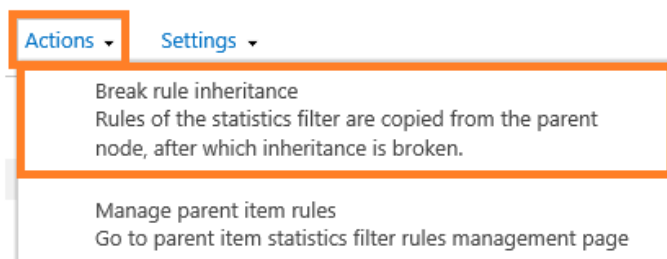 Actions Settings
Break rule inheritance
Rules of the statistics filter are copied from the parent
node, after which inheritance is broken.
Manage parent item rules
Go to parent item statistics filter rules management page